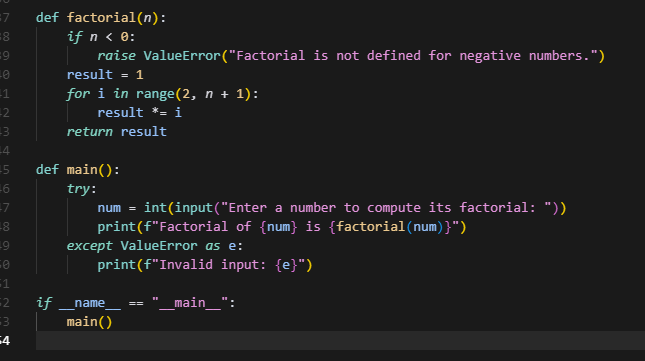 def factorial(n):
    if n < 0:
        raise ValueError("Factorial is not defined for negative numbers.")
    result = 1
    for i in range(2, n + 1):
        result *= i
    return result

def main():
    try:
        num = int(input("Enter a number to compute its factorial: "))
        print(f"Factorial of {num} is {factorial(num)}")
    except ValueError as e:
        print(f"Invalid input: {e}")

if __name__ == "__main__":
    main()